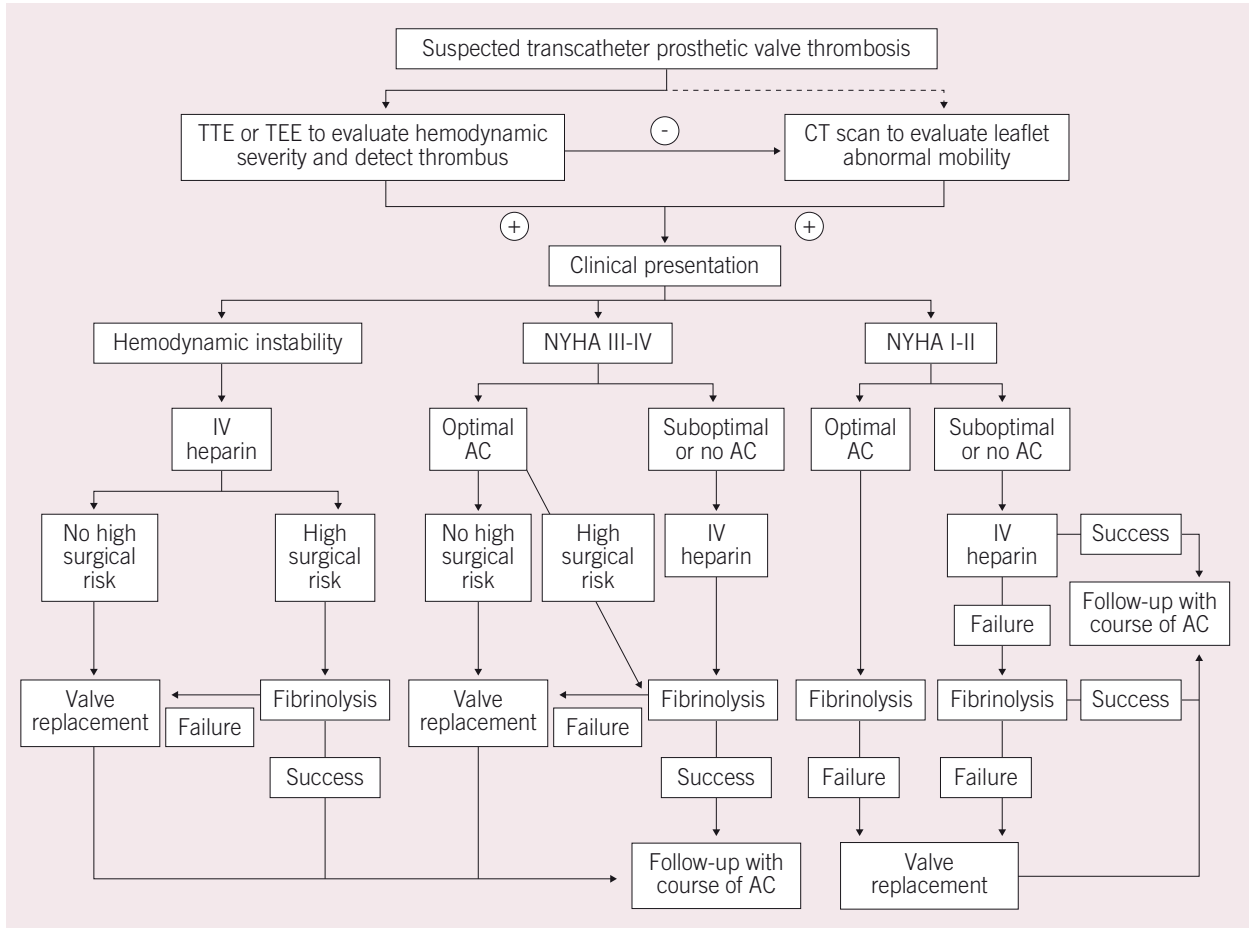 Suspected transcatheter prosthetic valve thrombosis
TTE or TEE to evaluate hemodynamic
severity and detect thrombus
-
CT scan to evaluate leaflet
abnormal mobility
+
+
Clinical presentation
Hemodynamic instability
NYHA III-IV
NYHA I-II
IV
heparin
Optimal
AC
Suboptimal
or no AC
Optimal
AC
Suboptimal
or no AC
No high
surgical
risk
High
surgical
risk
No high
surgical
risk
High
surgical
risk
IV
heparin
IV
heparin
Success
Follow-up with
course of AC
Failure
Valve
replacement
Failure
Fibrinolysis
Valve
replacement
Failure
Fibrinolysis
Fibrinolysis
Fibrinolysis
Success
Success
Success
Failure
Failure
Follow-up with
course of AC
Valve
replacement